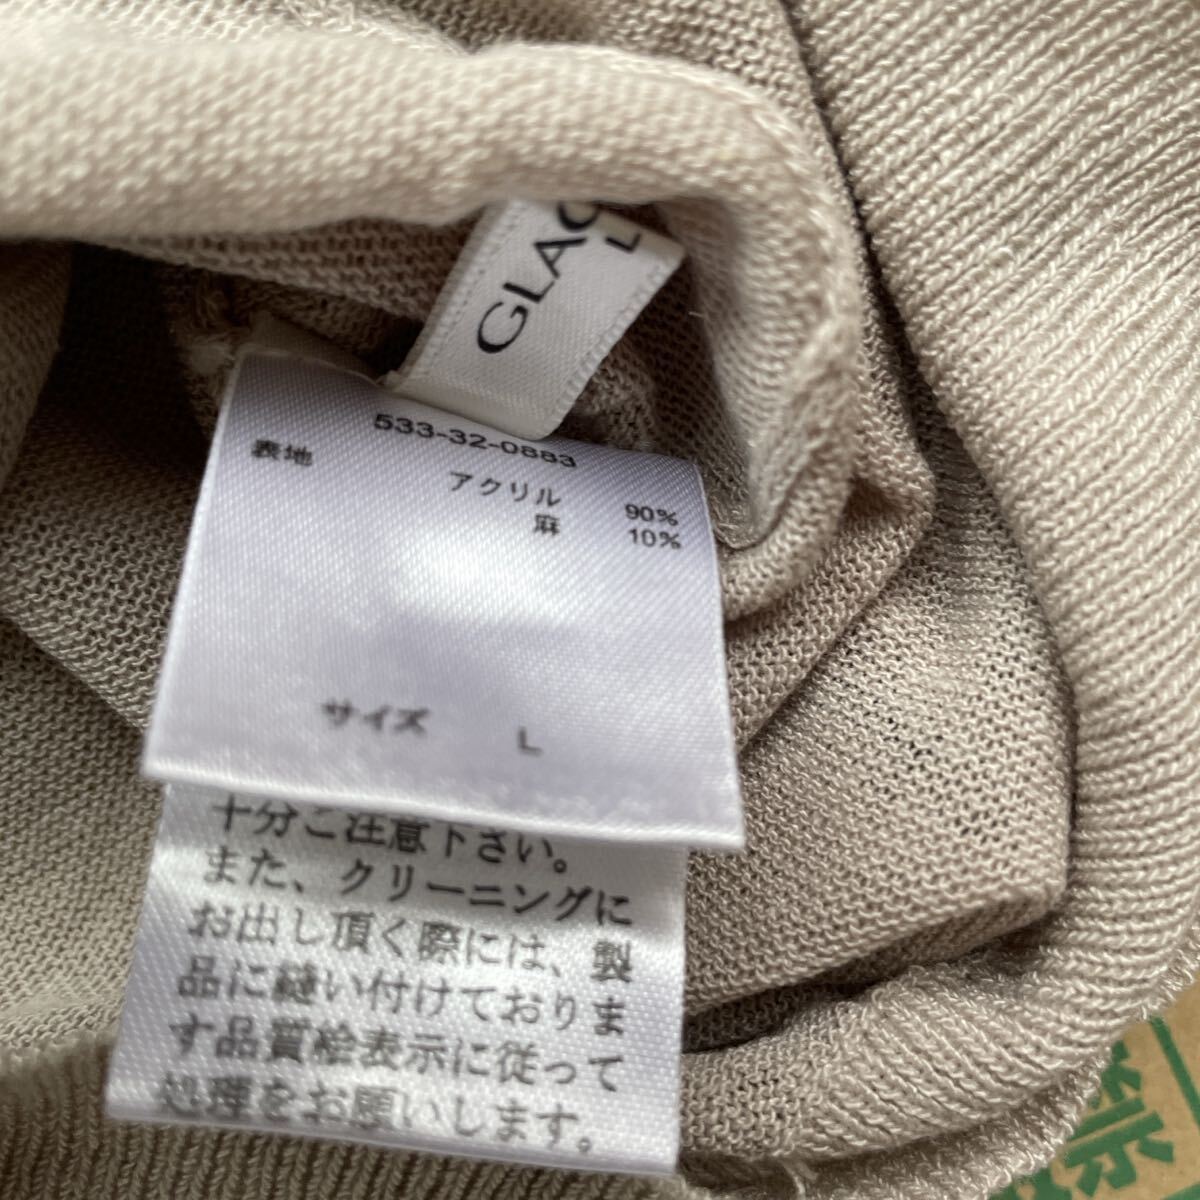 GLAC
L
533-32-0883
表地 アクリル 90%
麻 10%
サイズ L
十分ご注意下さい。
また、クリーニングに
お出し頂く際には、製
品に縫い付けておりま
す品質絵表示に従って
処理をお願いします。